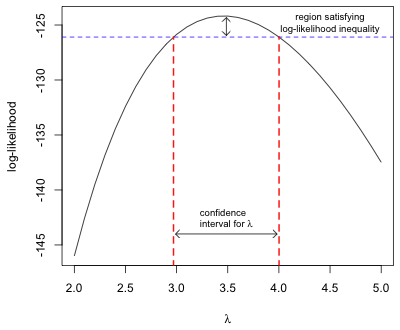 region satisfying
log-likelihood inequality
-125
-130
-135
-140
-145
log-likelihood
confidence
interval for λ
2.0 2.5 3.0 3.5 4.0 4.5 5.0
λ